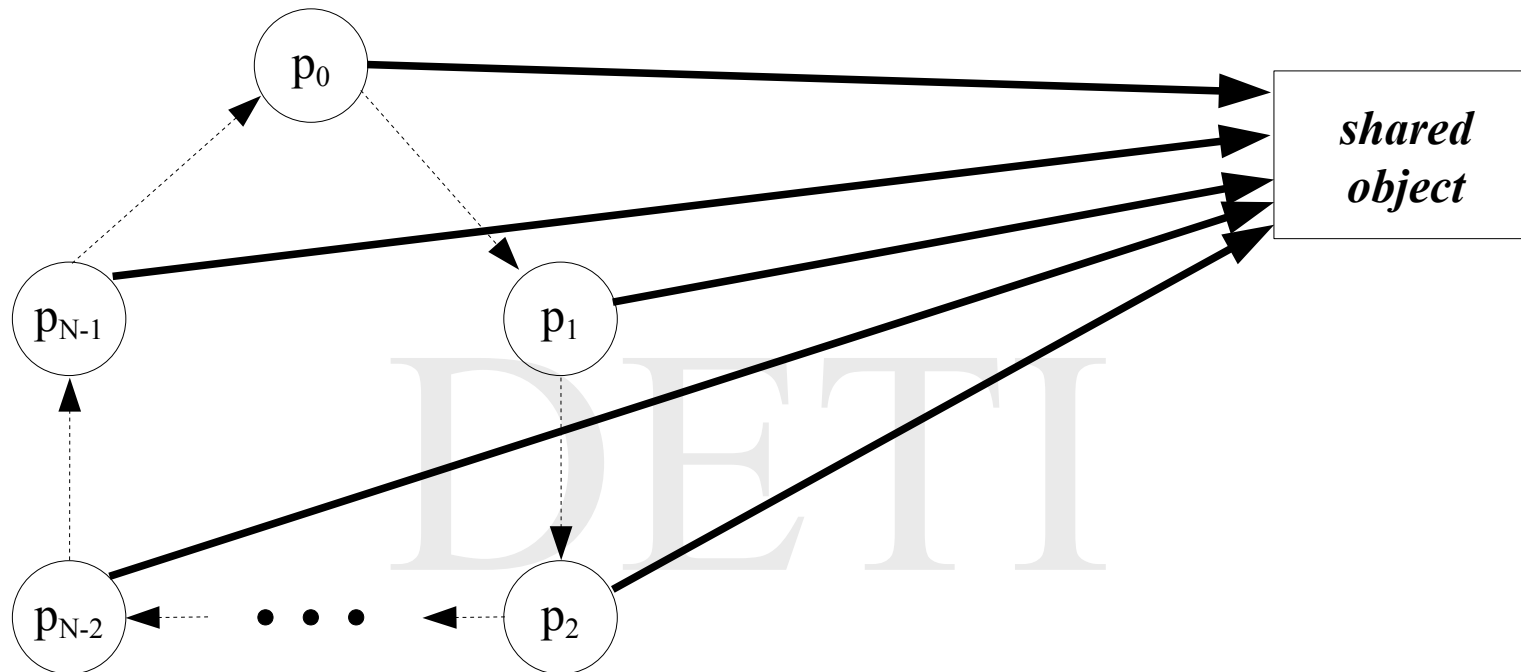 p₀
shared
object
pN-1
p₁
DETI
pN-2
• • •
p₂